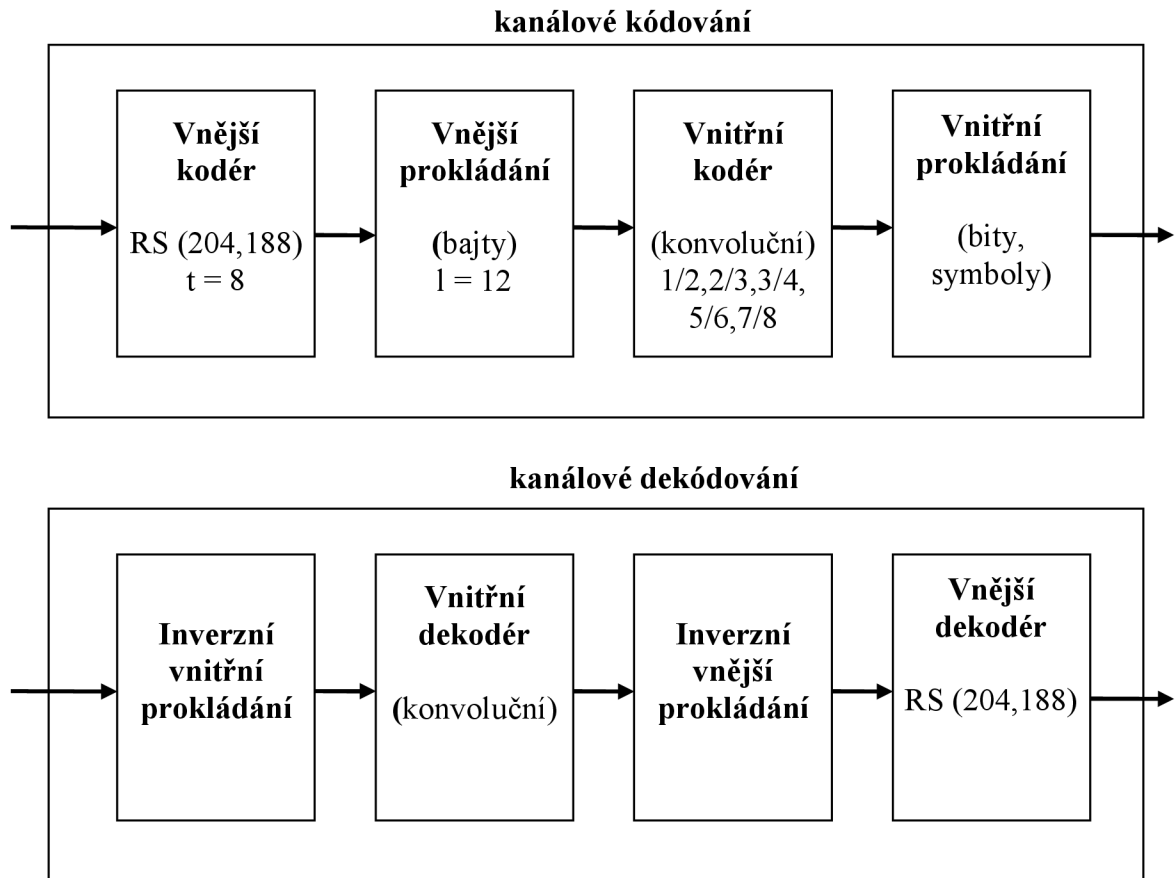 kanálové kódování
Vnější
kodér
RS (204,188)
t = 8
Vnější
prokládání
(bajty)
l = 12
Vnitřní
kodér
(konvoluční)
1/2,2/3,3/4,
5/6,7/8
Vnitřní
prokládání
(bity,
symboly)
kanálové dekódování
Inverzní
vnitřní
prokládání
Vnitřní
dekodér
(konvoluční)
Inverzní
vnější
prokládání
Vnější
dekodér
RS (204,188)